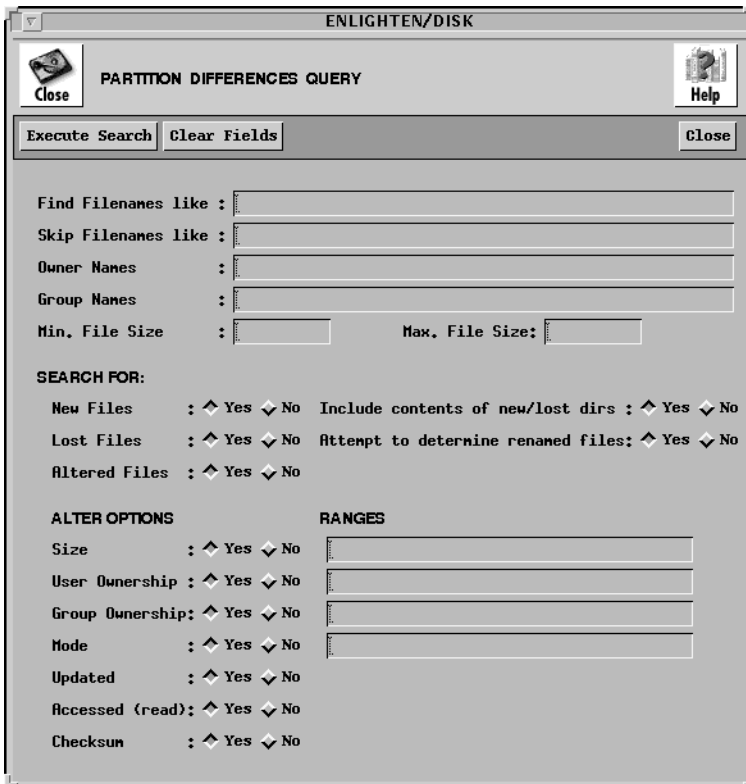 ENLIGHTEN/DISK
Close
PARTITION DIFFERENCES QUERY
Help
Execute Search Clear Fields Close
Find Filenames like :
Skip Filenames like :
Owner Names :
Group Names :
Min. File Size : Max. File Size:
SEARCH FOR:
New Files : Yes No Include contents of new/lost dirs : Yes No
Lost Files : Yes No Attempt to determine renamed files: Yes No
Altered Files : Yes No
ALTER OPTIONS RANGES
Size : Yes No
User Ownership : Yes No
Group Ownership: Yes No
Mode : Yes No
Updated : Yes No
Accessed (read): Yes No
Checksum : Yes No